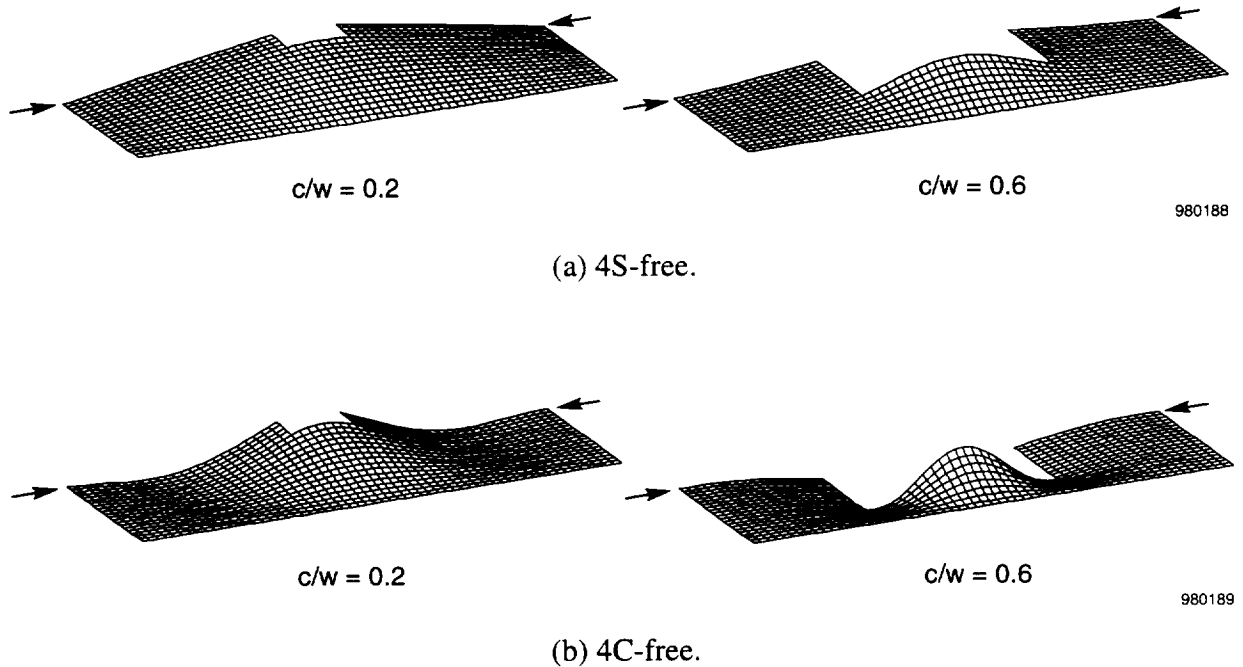 c/w = 0.2
c/w = 0.6
980188
(a) 4S-free.
c/w = 0.2
c/w = 0.6
980189
(b) 4C-free.